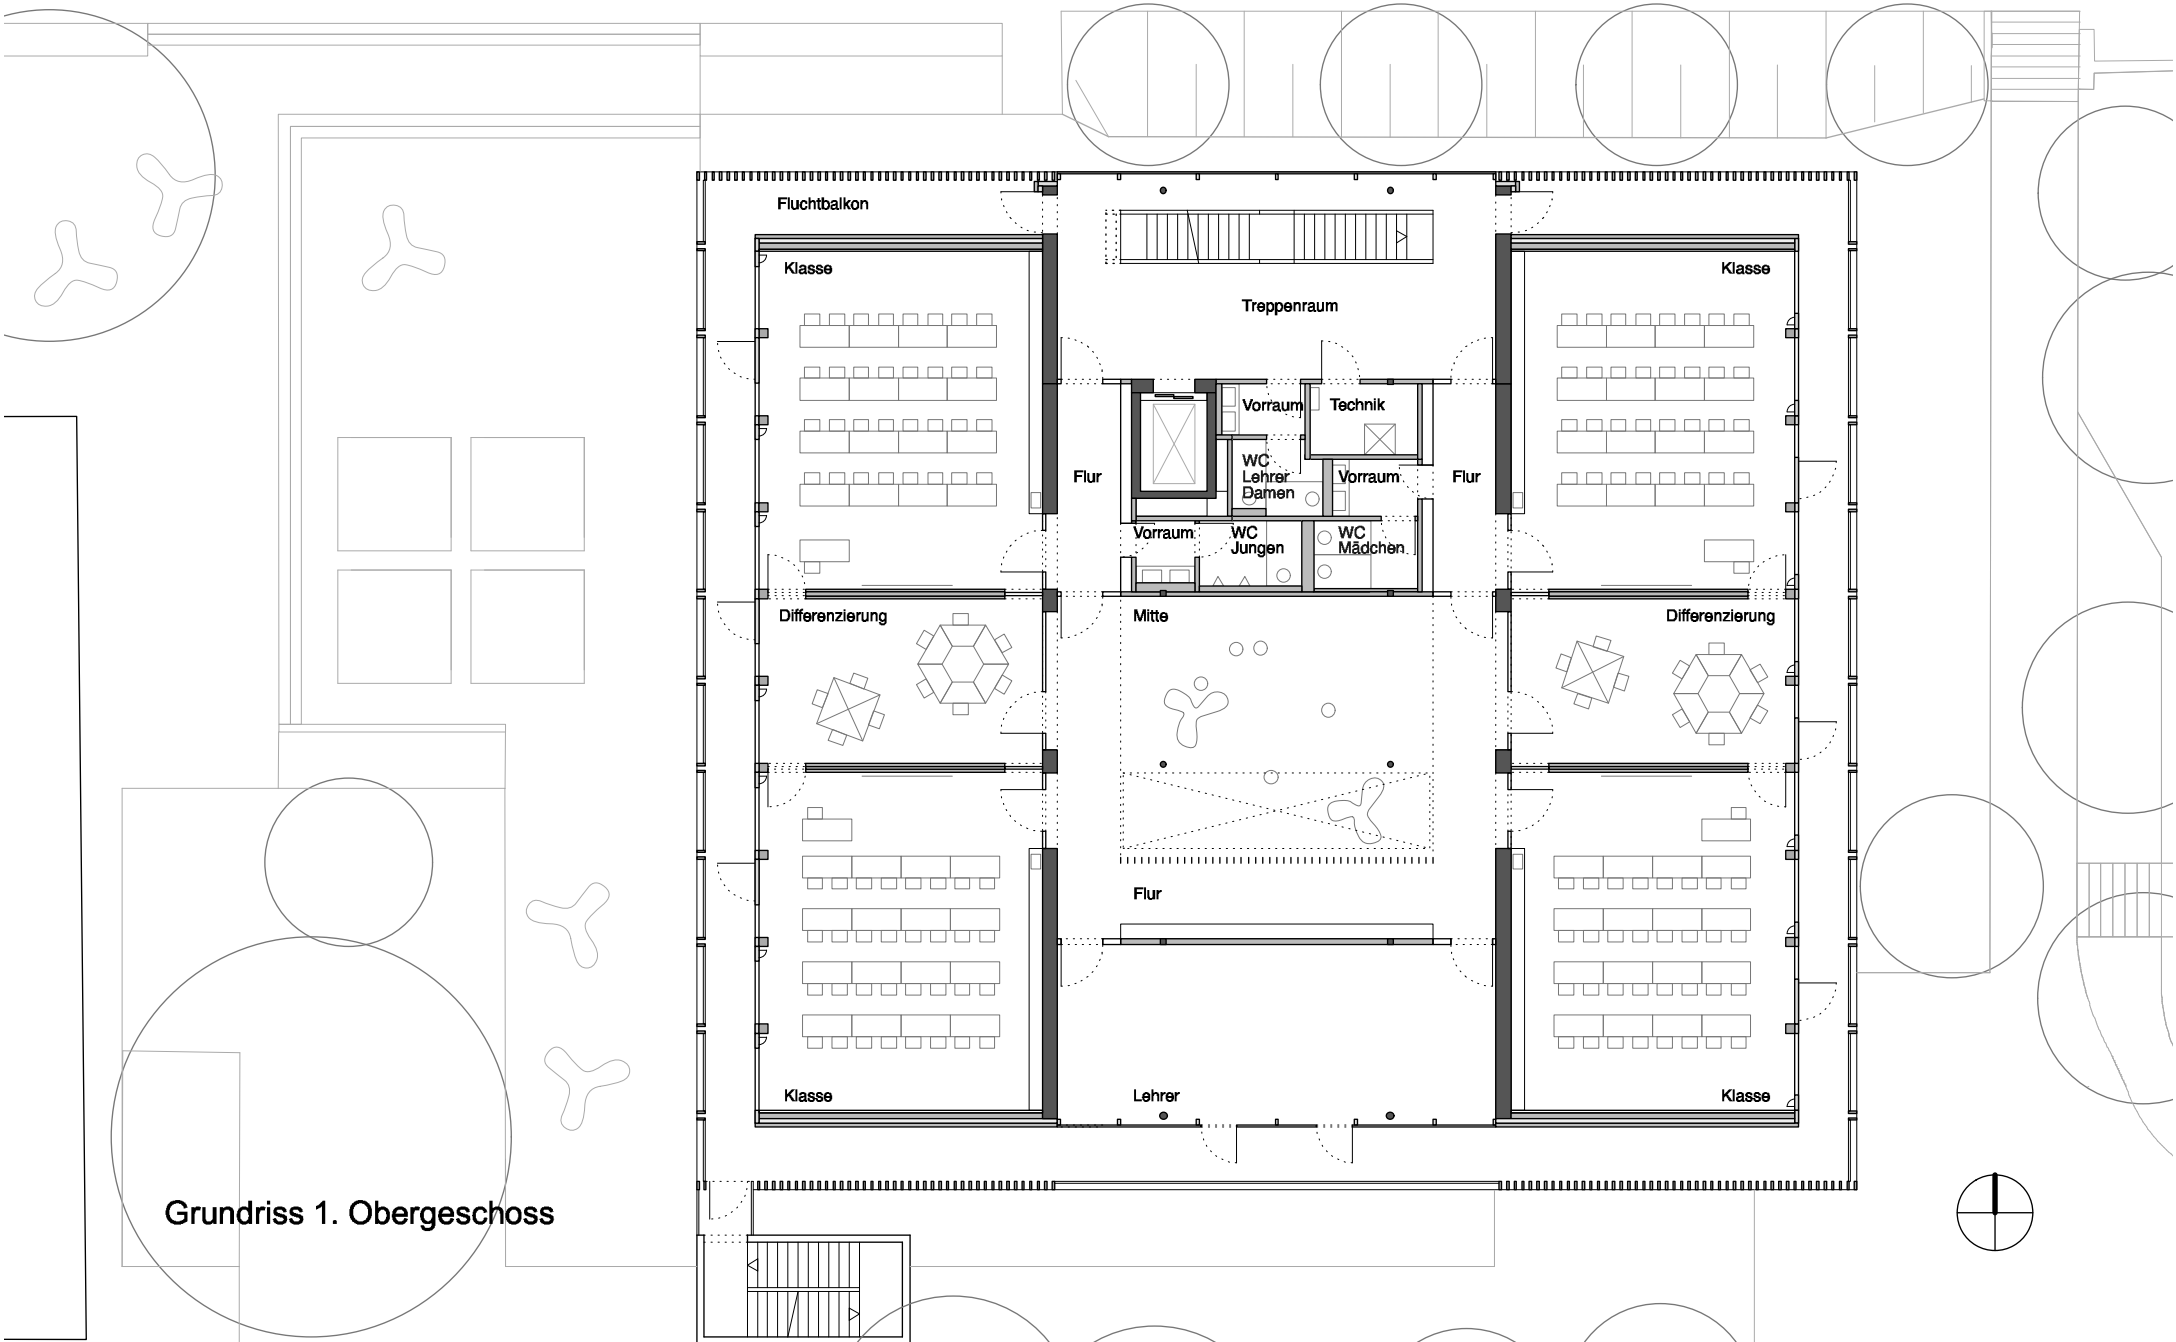 Fluchtbalkon
Klasse
Klasse
Treppenraum
Vorraum
Technik
Flur
WC
Lehrer
Damen
Vorraum
Flur
Vorraum
WC
Jungen
WC
Mädchen
Differenzierung
Mitte
Differenzierung
Flur
Klasse
Lehrer
Klasse
Grundriss 1. Obergeschoss